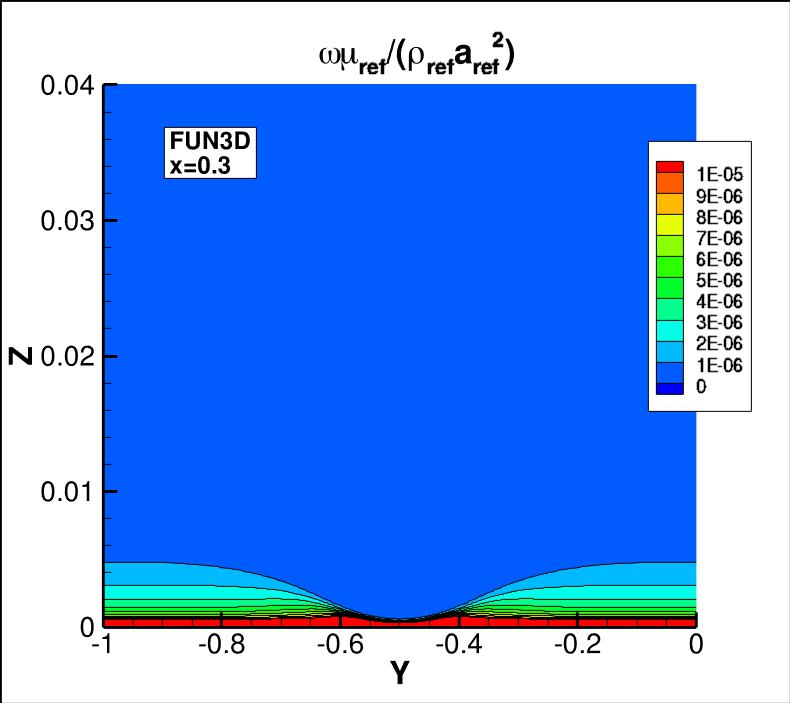 ωμref/(ρrefaref²)
0.04
FUN3D
x=0.3
1E-05
9E-06
8E-06
7E-06
6E-06
5E-06
4E-06
3E-06
2E-06
1E-06
0
0.03
Z
0.02
0.01
0
-1
-0.8
-0.6
-0.4
-0.2
0
Y